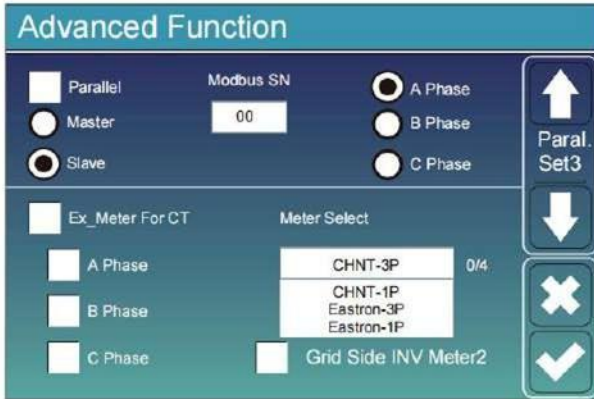 Advanced Function
Parallel
Master
Slave
Modbus SN
00
A Phase
B Phase
C Phase
Paral.
Set3
Ex_Meter For CT
A Phase
B Phase
C Phase
Meter Select
CHNT-3P
0/4
CHNT-1P
Eastron-3P
Eastron-1P
Grid Side INV Meter2